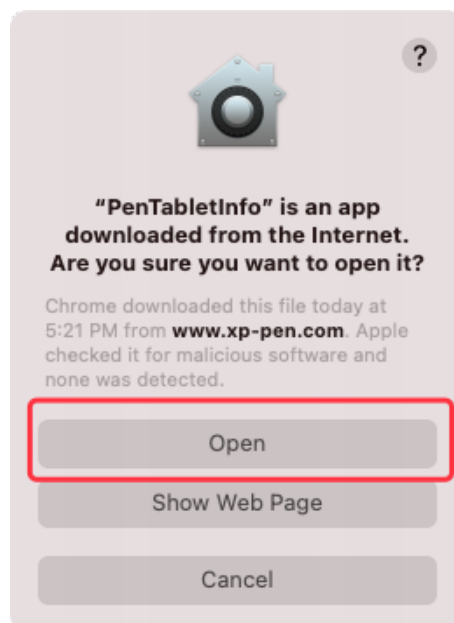 ?
“PenTabletInfo” is an app
downloaded from the Internet.
Are you sure you want to open it?
Chrome downloaded this file today at
5:21 PM from www.xp-pen.com. Apple
checked it for malicious software and
none was detected.
Open
Show Web Page
Cancel